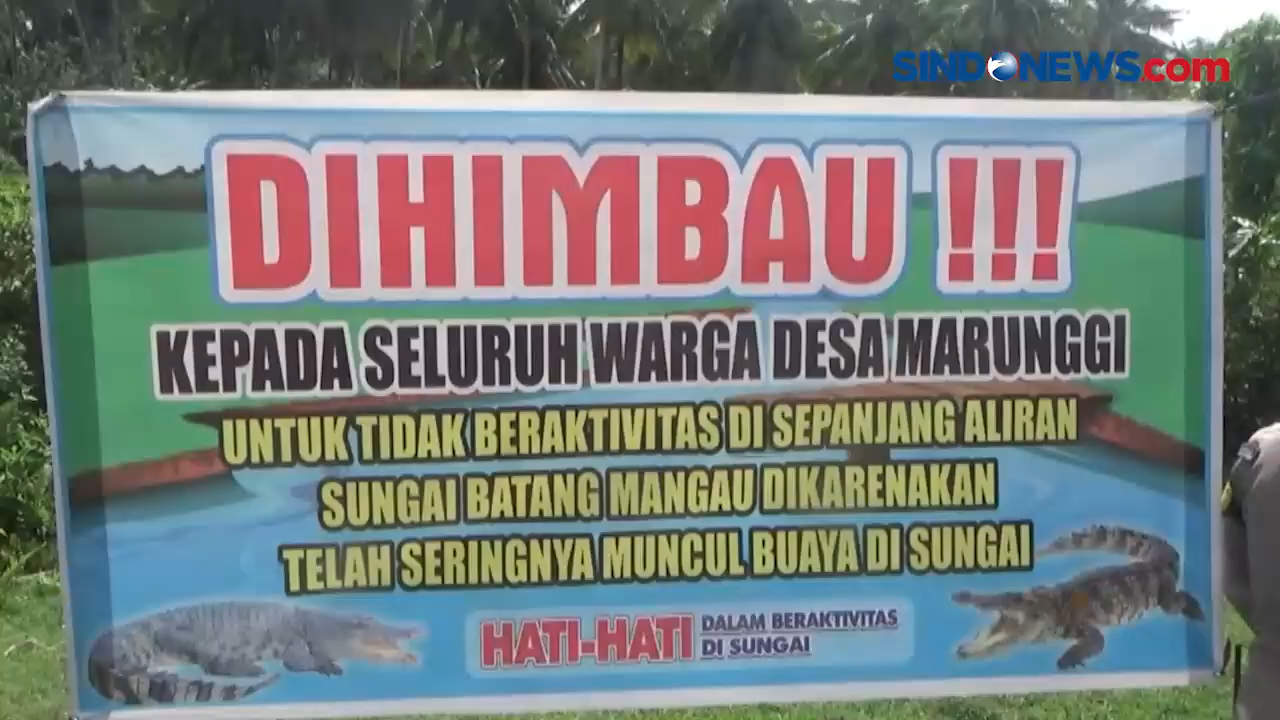 SINDONEWS.com
DIHIMBAU !!!
KEPADA SELURUH WARGA DESA MARUNGGI
UNTUK TIDAK BERAKTIVITAS DI SEPANJANG ALIRAN
SUNGAI BATANG MANGAU DIKARENAKAN
TELAH SERINGNYA MUNCUL BUAYA DI SUNGAI
HATI-HATI DALAM BERAKTIVITAS
DI SUNGAI